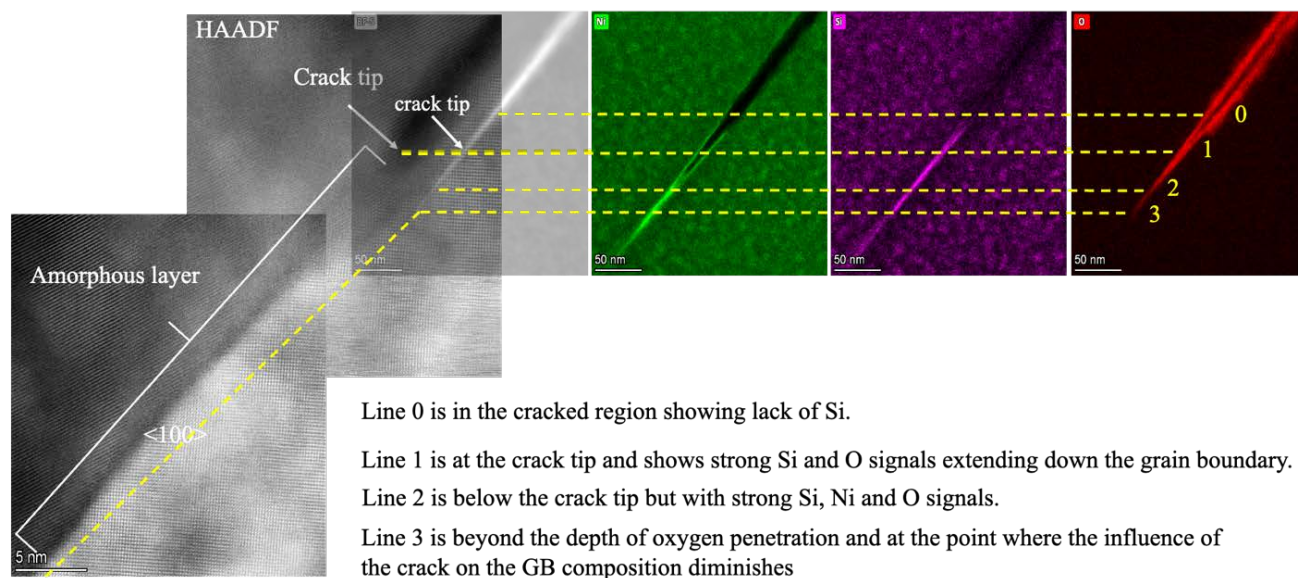 HAADF
BF-S
Ni
Si
O
Crack tip
crack tip
0
1
2
3
50 nm
50 nm
50 nm
50 nm
Amorphous layer
<100>
5 nm
Line 0 is in the cracked region showing lack of Si.
Line 1 is at the crack tip and shows strong Si and O signals extending down the grain boundary.
Line 2 is below the crack tip but with strong Si, Ni and O signals.
Line 3 is beyond the depth of oxygen penetration and at the point where the influence of
the crack on the GB composition diminishes